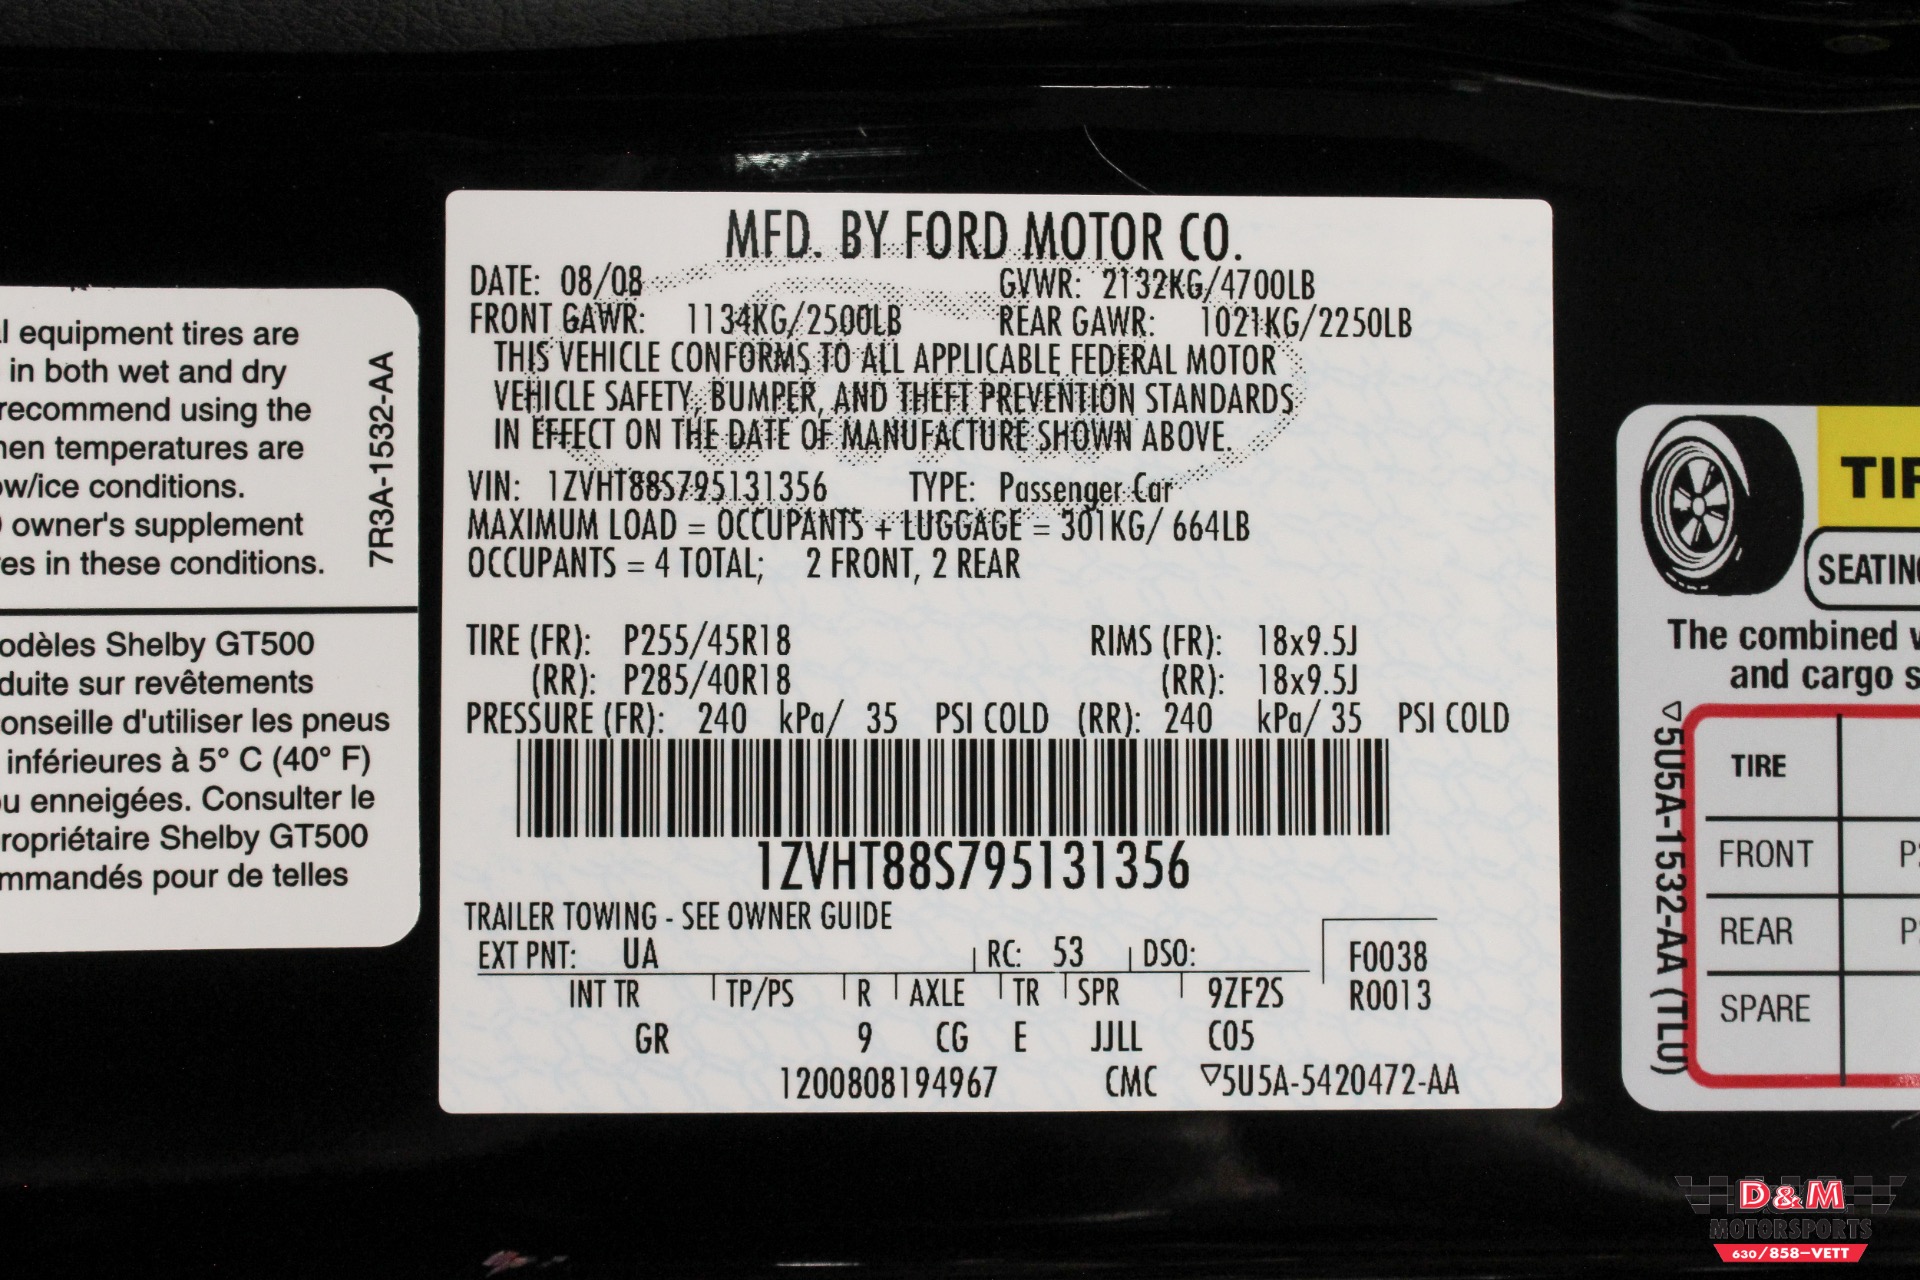 l equipment tires are
in both wet and dry
recommend using the
hen temperatures are
ow/ice conditions.
owner's supplement
es in these conditions.
7R3A-1532-AA
odèles Shelby GT500
duite sur revêtements
onseille d'utiliser les pneus
inférieures à 5° C (40° F)
ou enneigées. Consulter le
ropriétaire Shelby GT500
mmandés pour de telles
MFD. BY FORD MOTOR CO.
DATE: 08/08 GVWR: 2132KG/4700LB
FRONT GAWR: 1134KG/2500LB REAR GAWR: 1021KG/2250LB
THIS VEHICLE CONFORMS TO ALL APPLICABLE FEDERAL MOTOR
VEHICLE SAFETY, BUMPER, AND THEFT PREVENTION STANDARDS
IN EFFECT ON THE DATE OF MANUFACTURE SHOWN ABOVE.
VIN: 1ZVHT88S795131356 TYPE: Passenger Car
MAXIMUM LOAD = OCCUPANTS + LUGGAGE = 301KG/ 664LB
OCCUPANTS = 4 TOTAL; 2 FRONT, 2 REAR
TIRE (FR): P255/45R18 RIMS (FR): 18x9.5J
(RR): P285/40R18 (RR): 18x9.5J
PRESSURE (FR): 240 kPa/ 35 PSI COLD (RR): 240 kPa/ 35 PSI COLD
1ZVHT88S795131356
TRAILER TOWING - SEE OWNER GUIDE
EXT PNT: UA RC: 53 DSO: F0038
INT TR TP/PS R AXLE TR SPR 9ZF2S R0013
GR 9 CG E JJLL C05
1200808194967 CMC ▽5U5A-5420472-AA
TIR
SEATING
The combined w
and cargo s
▽5U5A-1532-AA (TLU)
TIRE
FRONT P2
REAR P
SPARE
D&M
MOTORSPORTS
630/858-VETT